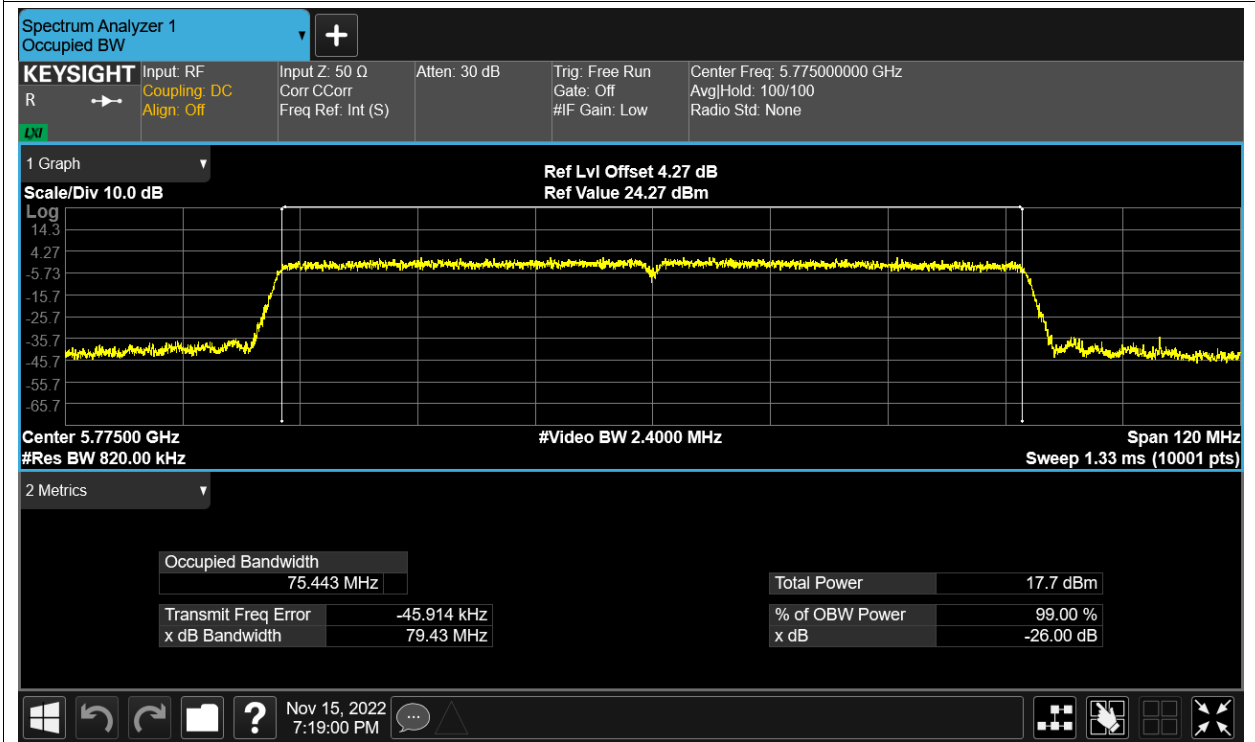 Spectrum Analyzer 1
Occupied BW
KEYSIGHT Input: RF Input Z: 50 Ω Atten: 30 dB Trig: Free Run Center Freq: 5.775000000 GHz
R Coupling: DC Corr CCorr Gate: Off Avg|Hold: 100/100
Align: Off Freq Ref: Int (S) #IF Gain: Low Radio Std: None
LXI
1 Graph Ref Lvl Offset 4.27 dB
Scale/Div 10.0 dB Ref Value 24.27 dBm
Log
14.3
4.27
-5.73
-15.7
-25.7
-35.7
-45.7
-55.7
-65.7
Center 5.77500 GHz #Video BW 2.4000 MHz Span 120 MHz
#Res BW 820.00 kHz Sweep 1.33 ms (10001 pts)
2 Metrics
Occupied Bandwidth
75.443 MHz Total Power 17.7 dBm
Transmit Freq Error -45.914 kHz % of OBW Power 99.00 %
x dB Bandwidth 79.43 MHz x dB -26.00 dB
? Nov 15, 2022
7:19:00 PM